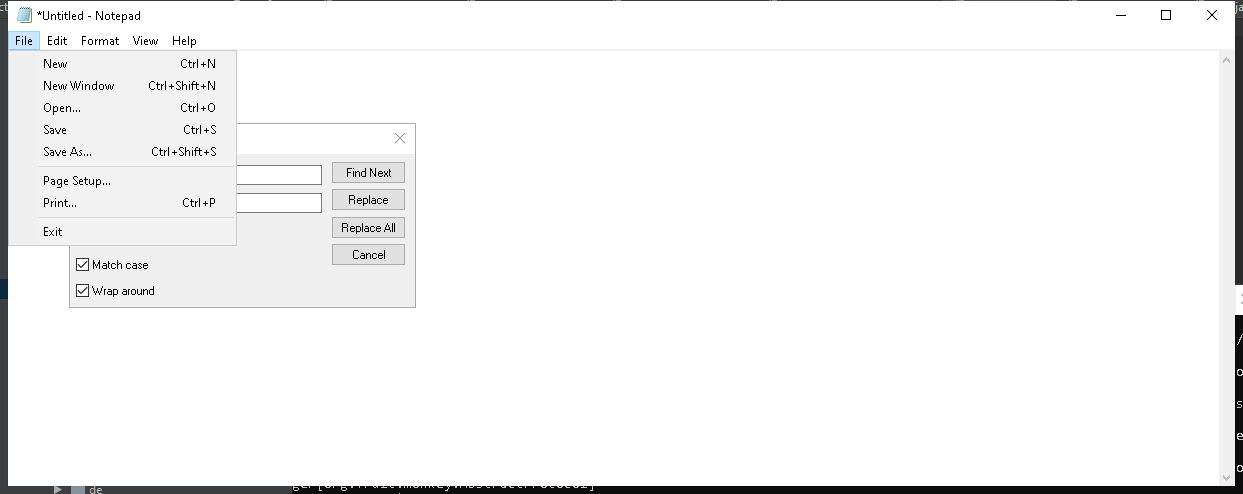 *Untitled - Notepad
File Edit Format View Help
New Ctrl+N
New Window Ctrl+Shift+N
Open... Ctrl+O
Save Ctrl+S
Save As... Ctrl+Shift+S
Page Setup...
Print... Ctrl+P
Exit
Find Next
Replace
Replace All
Cancel
Match case
Wrap around
de